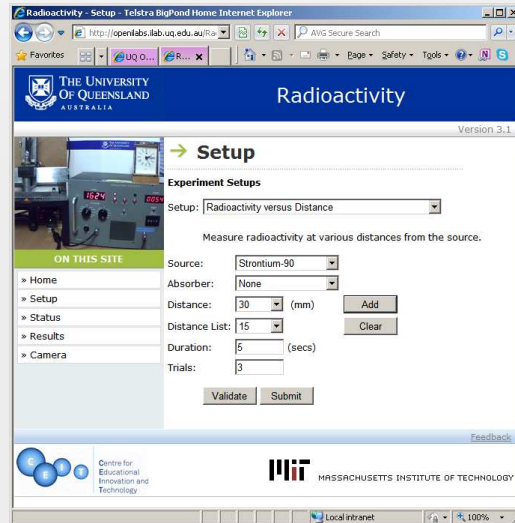 Radioactivity - Setup - Telstra BigPond Home Internet Explorer
http://openilabs.ilab.uq.edu.au/Ra
AVG Secure Search
Favorites UQ O... R... X Page Safety Tools
THE UNIVERSITY
OF QUEENSLAND
AUSTRALIA
Radioactivity
Version 3.1
→ Setup
Experiment Setups
Setup: Radioactivity versus Distance
Measure radioactivity at various distances from the source.
Source: Strontium-90
Absorber: None
Distance: 30 (mm) Add
Distance List: 15 Clear
Duration: 5 (secs)
Trials: 3
Validate Submit
ON THIS SITE
» Home
» Setup
» Status
» Results
» Camera
Feedback
CEIT
Centre for
Educational
Innovation and
Technology
MIT MASSACHUSETTS INSTITUTE OF TECHNOLOGY
Local intranet 100%